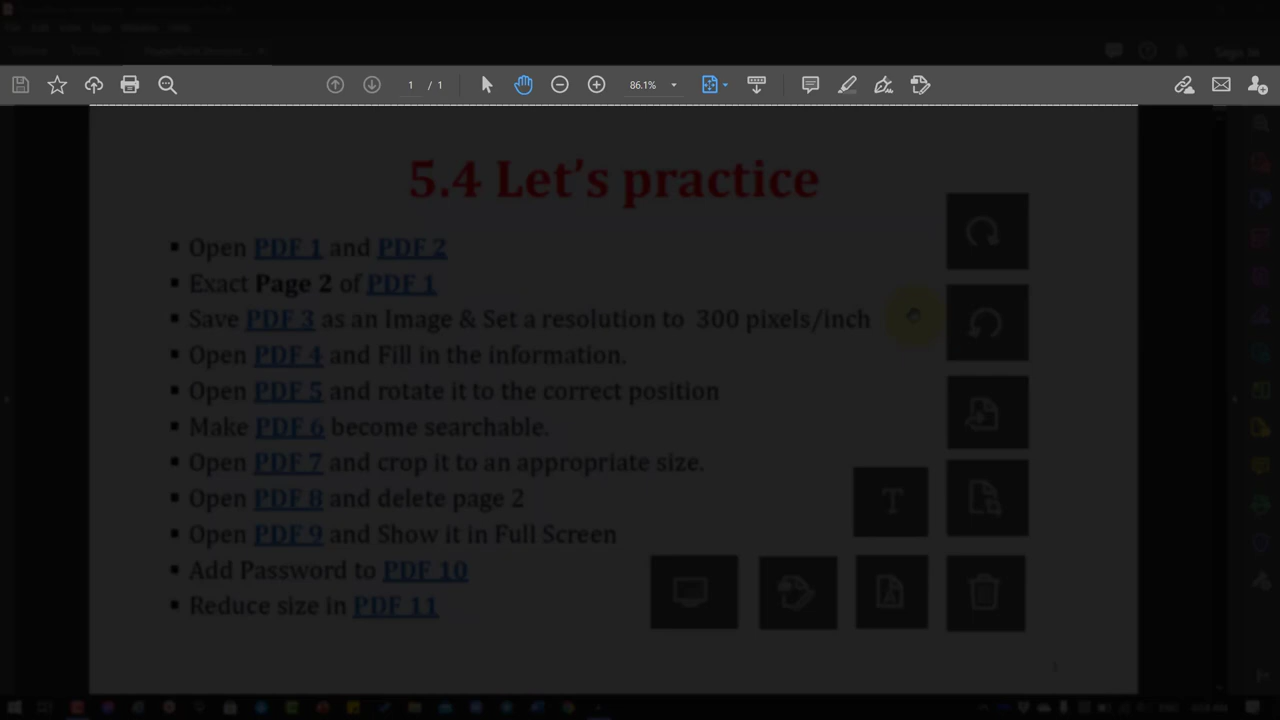 1 / 1
86.1%
5.4 Let's practice
▪ Open PDF 1 and PDF 2
▪ Exact Page 2 of PDF 1
▪ Save PDF 3 as an Image & Set a resolution to 300 pixels/inch
▪ Open PDF 4 and Fill in the information.
▪ Open PDF 5 and rotate it to the correct position
▪ Make PDF 6 become searchable.
▪ Open PDF 7 and crop it to an appropriate size.
▪ Open PDF 8 and delete page 2
▪ Open PDF 9 and Show it in Full Screen
▪ Add Password to PDF 10
▪ Reduce size in PDF 11
T